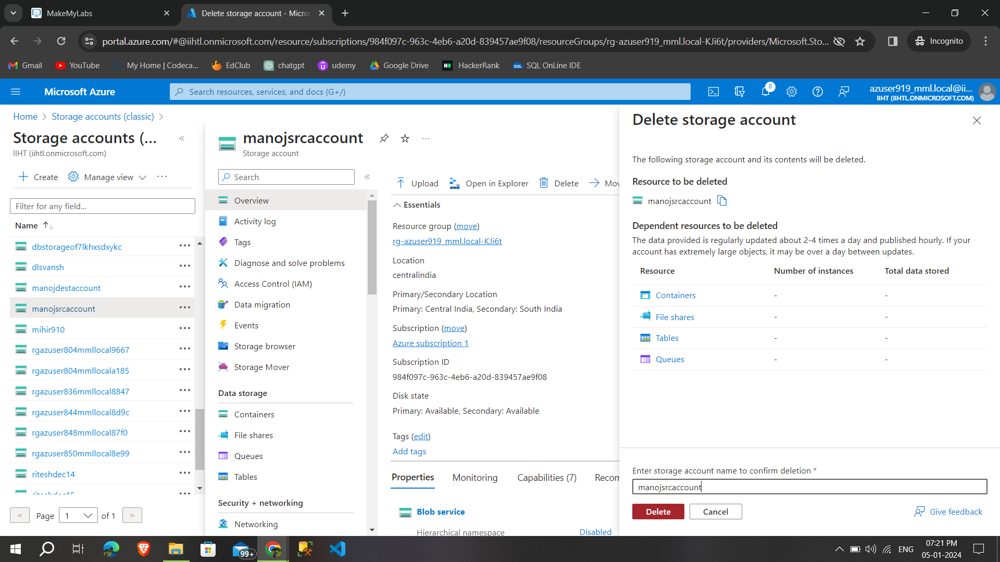 MakeMyLabs
Delete storage account - Micros
portal.azure.com/#@iihtl.onmicrosoft.com/resource/subscriptions/984f097c-963c-4eb6-a20d-839457ae9f08/resourceGroups/rg-azuser919_mml.local-KJi6t/providers/Microsoft.Sto...
Incognito
Gmail
YouTube
My Home | Codeca...
EdClub
chatgpt
udemy
Google Drive
HackerRank
SQL OnLine IDE
Microsoft Azure
Search resources, services, and docs (G+/)
8
azuser919_mml.local@ii...
IIHT (IIHTL.ONMICROSOFT.COM)
Home > Storage accounts (classic) >
Storage accounts (...
IIHT (iihtl.onmicrosoft.com)
Create
Manage view
Filter for any field...
Name
dbstorageof7lkhxsdxykc
dlsvansh
manojdestaccount
manojsrcaccount
mihir910
rgazuser804mmllocal9667
rgazuser804mmllocala185
rgazuser836mmllocal8847
rgazuser844mmllocal8d9c
rgazuser848mmllocal87f0
rgazuser850mmllocal8e99
riteshdec14
riteshdec15
< Page 1 of 1 >
manojsrcaccount
Storage account
Search
Overview
Activity log
Tags
Diagnose and solve problems
Access Control (IAM)
Data migration
Events
Storage browser
Storage Mover
Data storage
Containers
File shares
Queues
Tables
Security + networking
Networking
Upload
Open in Explorer
Delete
Mov
Essentials
Resource group (move)
rg-azuser919_mml.local-KJi6t
Location
centralindia
Primary/Secondary Location
Primary: Central India, Secondary: South India
Subscription (move)
Azure subscription 1
Subscription ID
984f097c-963c-4eb6-a20d-839457ae9f08
Disk state
Primary: Available, Secondary: Available
Tags (edit)
Add tags
Properties
Monitoring
Capabilities (7)
Recom
Blob service
Hierarchical namespace
Disabled
Delete storage account
The following storage account and its contents will be deleted.
Resource to be deleted
manojsrcaccount
Dependent resources to be deleted
The data provided is regularly updated about 2-4 times a day and published hourly. If your
account has extremely large objects, it may be over a day between updates.
Resource Number of instances Total data stored
Containers - -
File shares - -
Tables - -
Queues - -
Enter storage account name to confirm deletion *
manojsrcaccount
Delete
Cancel
Give feedback
99+
ENG
07:21 PM
05-01-2024